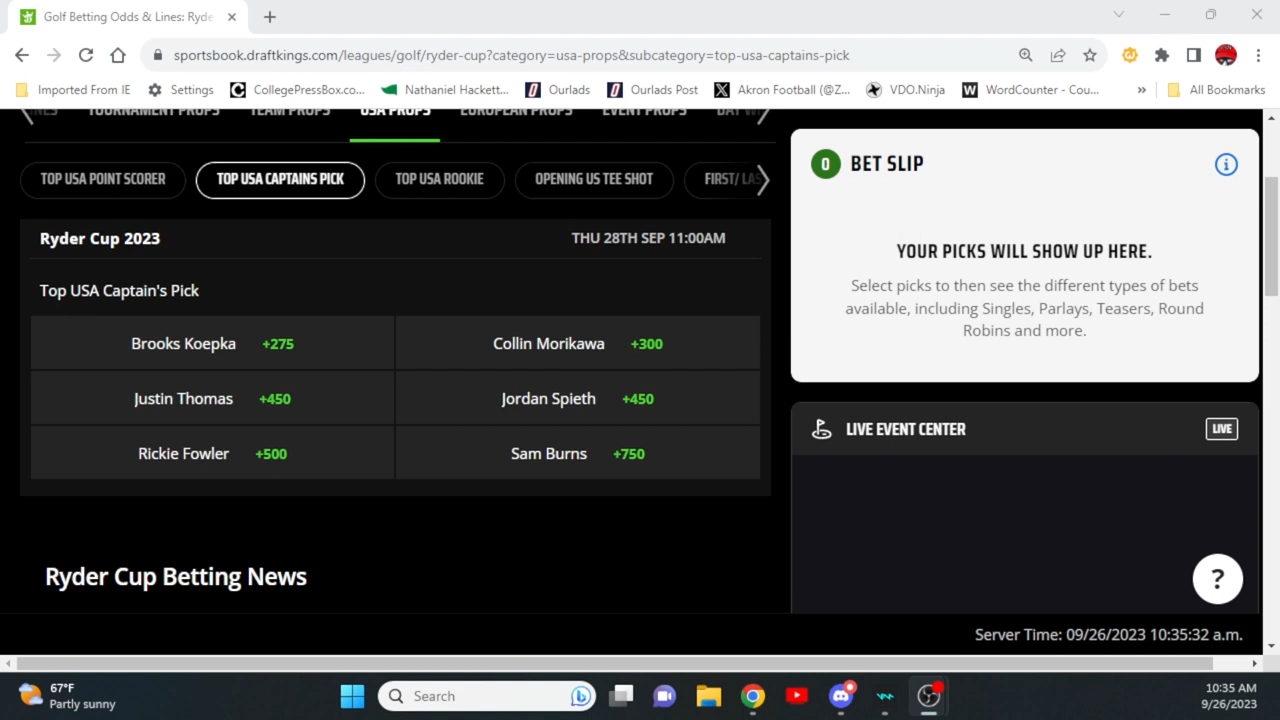 Golf Betting Odds & Lines: Ryde
sportsbook.draftkings.com/leagues/golf/ryder-cup?category=usa-props&subcategory=top-usa-captains-pick
Imported From IE
Settings
CollegePressBox.co...
Nathaniel Hackett...
Ourlads
Ourlads Post
Akron Football (@Z...
VDO.Ninja
WordCounter - Cou...
»
All Bookmarks
TOURNAMENT PROPS
TEAM PROPS
USA PROPS
EUROPEAN PROPS
EVENT PROPS
TOP USA POINT SCORER
TOP USA CAPTAINS PICK
TOP USA ROOKIE
OPENING US TEE SHOT
FIRST/ LAS
Ryder Cup 2023
THU 28TH SEP 11:00AM
Top USA Captain's Pick
Brooks Koepka +275
Collin Morikawa +300
Justin Thomas +450
Jordan Spieth +450
Rickie Fowler +500
Sam Burns +750
Ryder Cup Betting News
0 BET SLIP
YOUR PICKS WILL SHOW UP HERE.
Select picks to then see the different types of bets
available, including Singles, Parlays, Teasers, Round
Robins and more.
LIVE EVENT CENTER
LIVE
?
Server Time: 09/26/2023 10:35:32 a.m.
67°F
Partly sunny
Search
10:35 AM
9/26/2023